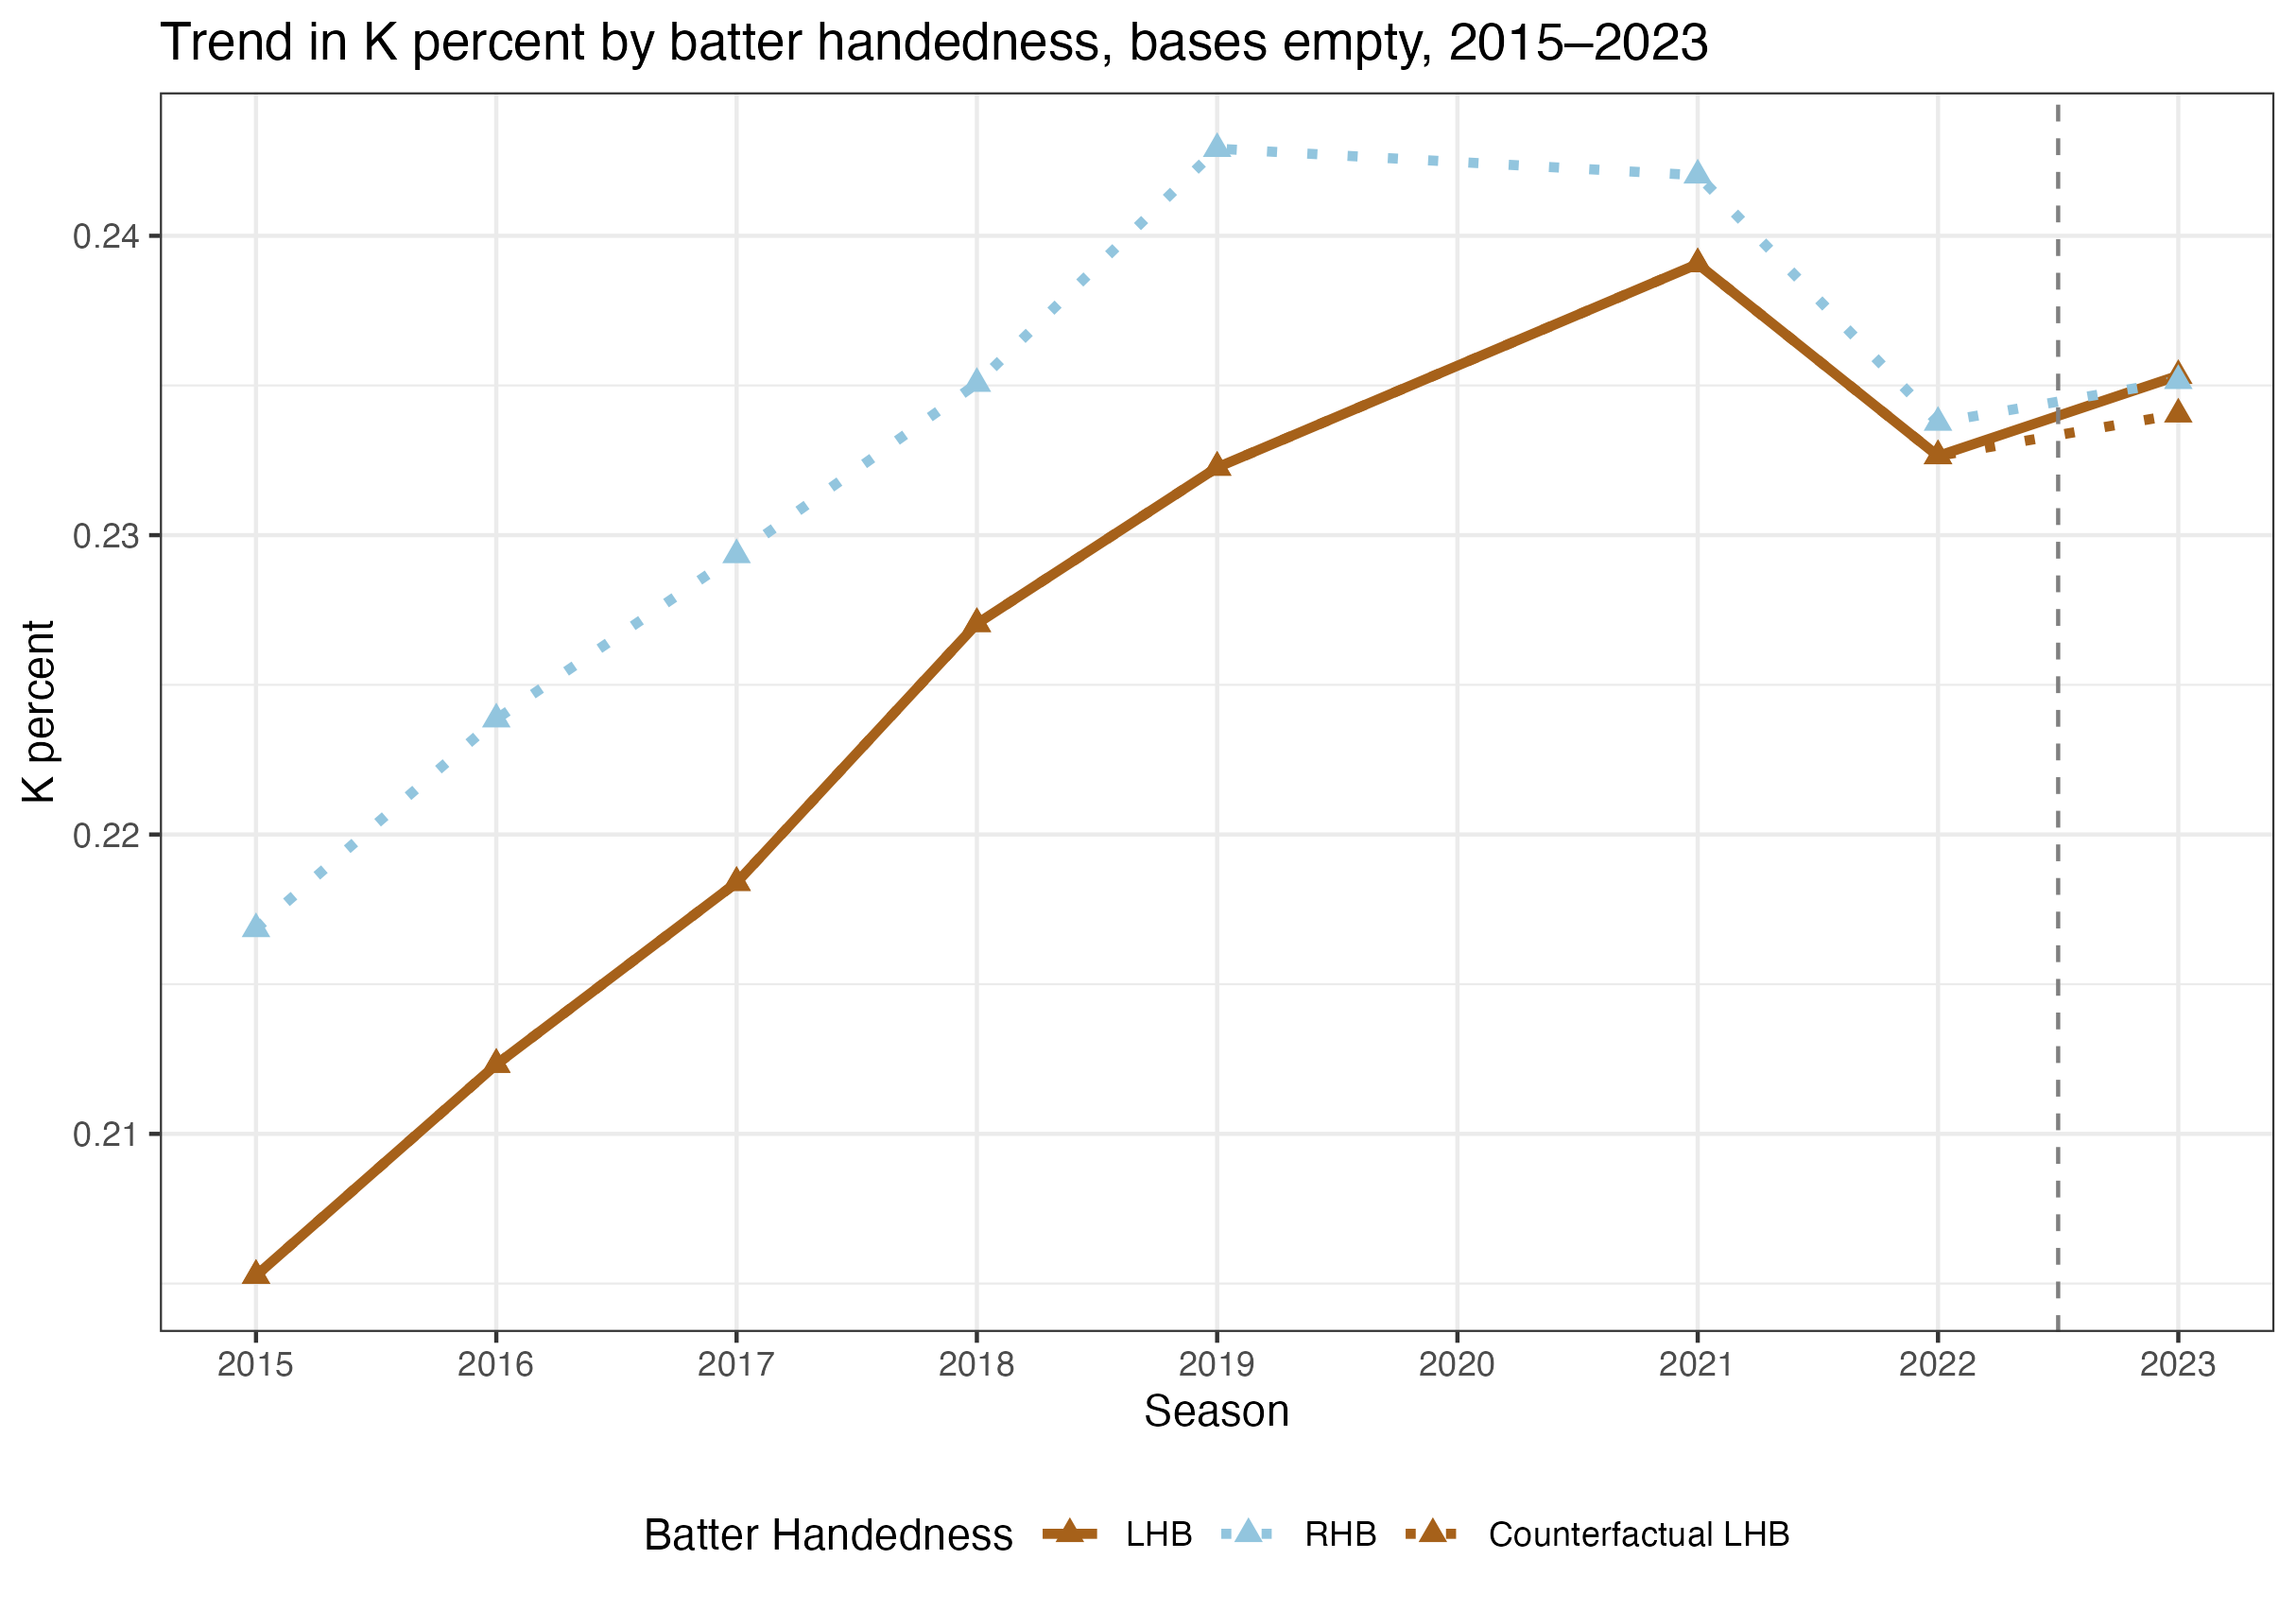 Trend in K percent by batter handedness, bases empty, 2015–2023
K percent
0.24
0.23
0.22
0.21
2015 2016 2017 2018 2019 2020 2021 2022 2023
Season
Batter Handedness LHB RHB Counterfactual LHB